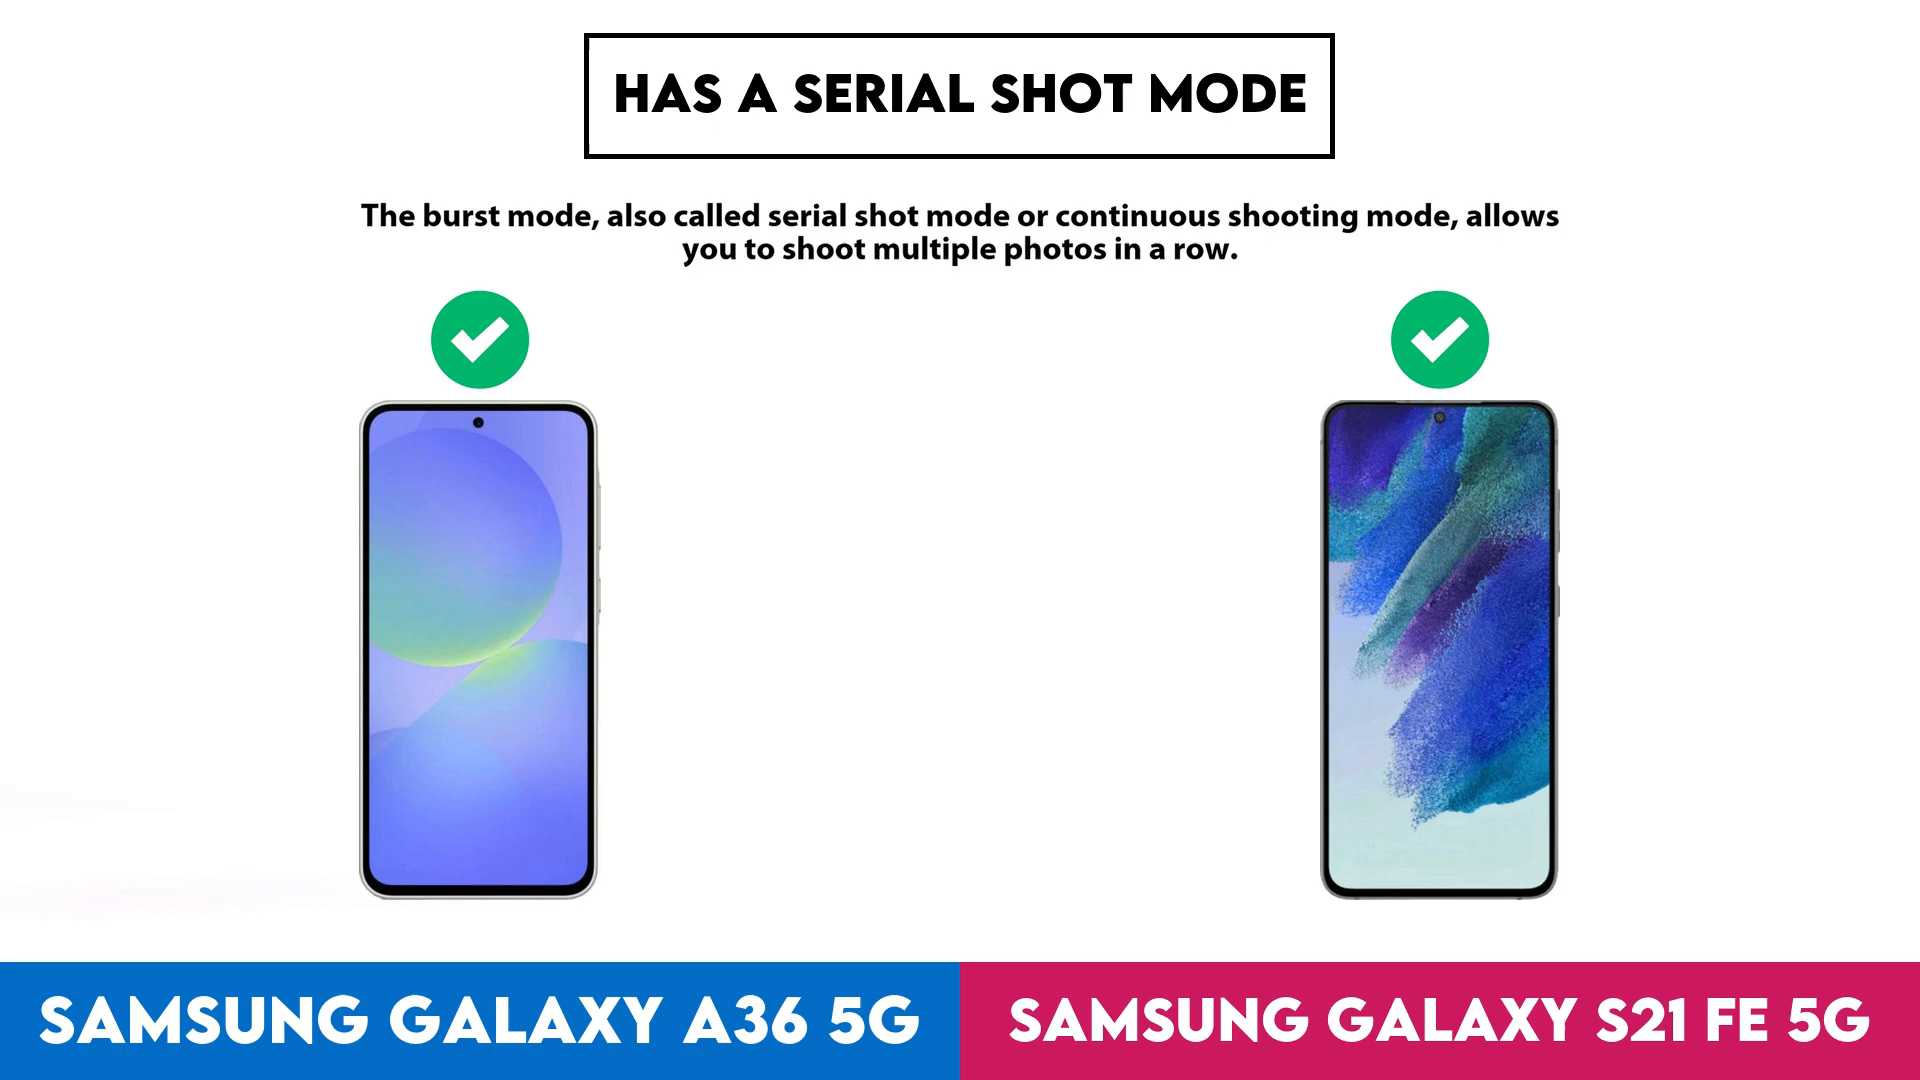 HAS A SERIAL SHOT MODE
The burst mode, also called serial shot mode or continuous shooting mode, allows
you to shoot multiple photos in a row.
SAMSUNG GALAXY A36 5G
SAMSUNG GALAXY S21 FE 5G